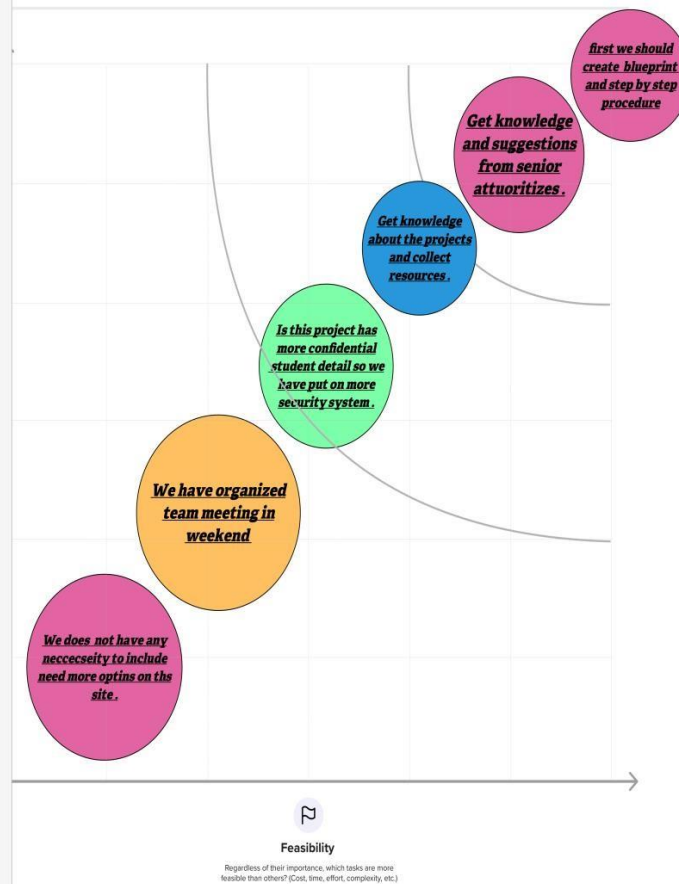 first we should
create blueprint
and step by step
procedure
Get knowledge
and suggestions
from senior
attuoritizes .
Get knowledge
about the projects
and collect
resources .
Is this project has
more confidential
student detail so we
have put on more
security system .
We have organized
team meeting in
weekend
We does not have any
neccecseity to include
need more optins on ths
site .
Feasibility
Regardless of their importance, which tasks are more
feasible than others? (Cost, time, effort, complexity, etc.)